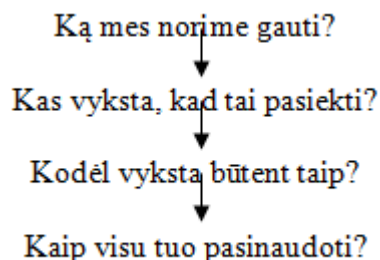 Ką mes norime gauti?
Kas vyksta, kad tai pasiekti?
Kodėl vyksta būtent taip?
Kaip visu tuo pasinaudoti?